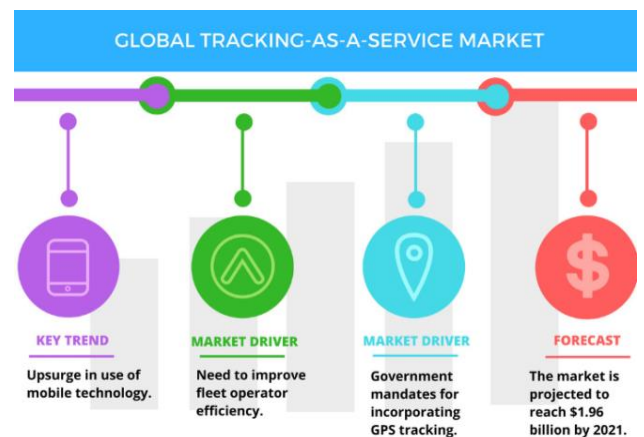 GLOBAL TRACKING-AS-A-SERVICE MARKET
KEY TREND
Upsurge in use of
mobile technology.
MARKET DRIVER
Need to improve
fleet operator
efficiency.
MARKET DRIVER
Government
mandates for
incorporating
GPS tracking.
$
FORECAST
The market is
projected to
reach $1.96
billion by 2021.